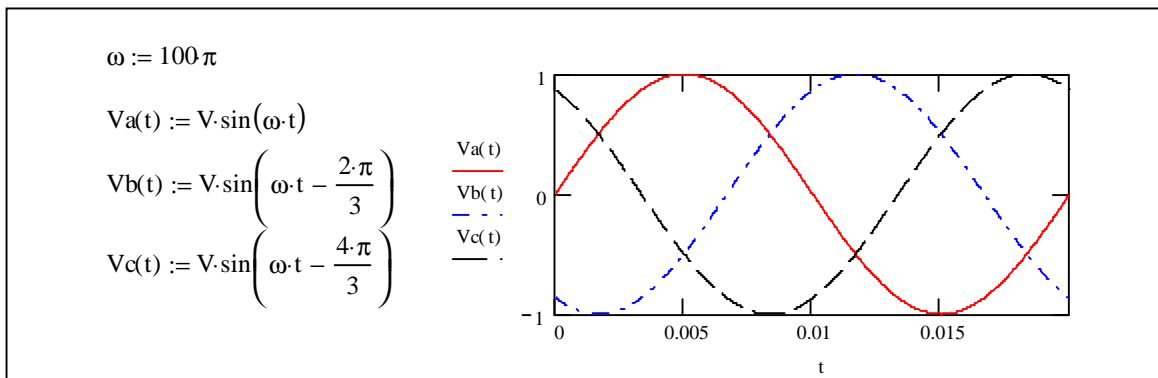 ω := 100·π
Va(t) := V·sin(ω·t)
Vb(t) := V·sin(ω·t − 2·π/3)
Vc(t) := V·sin(ω·t − 4·π/3)
Va(t)
Vb(t)
Vc(t)
1
0
−1
0
0.005
0.01
0.015
t